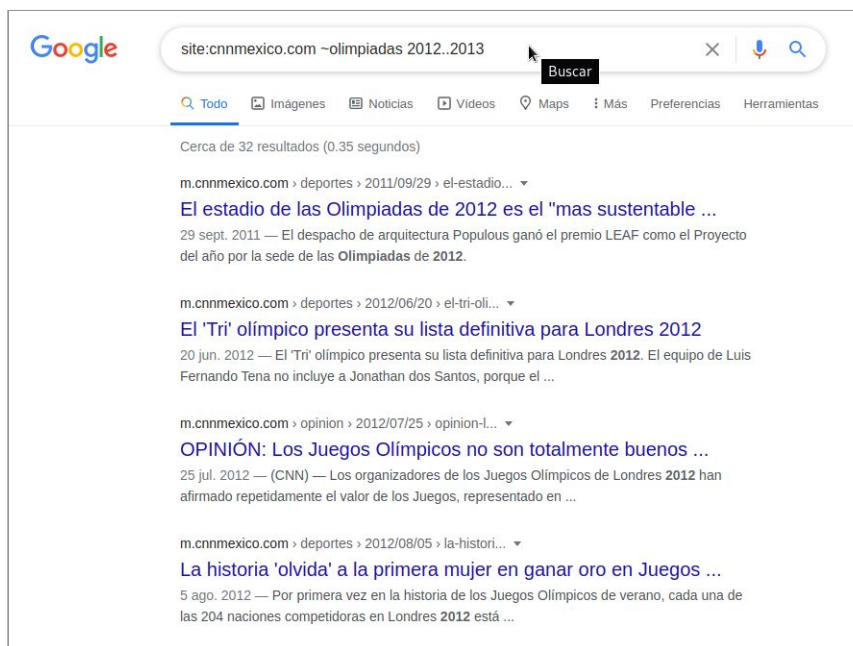 Google
site:cnnmexico.com ~olimpiadas 2012..2013
Buscar
Todo Imágenes Noticias Vídeos Maps Más Preferencias Herramientas
Cerca de 32 resultados (0.35 segundos)
m.cnnmexico.com › deportes › 2011/09/29 › el-estadio...
El estadio de las Olimpiadas de 2012 es el "mas sustentable ...
29 sept. 2011 — El despacho de arquitectura Populous ganó el premio LEAF como el Proyecto
del año por la sede de las Olimpiadas de 2012.
m.cnnmexico.com › deportes › 2012/06/20 › el-tri-oli...
El 'Tri' olímpico presenta su lista definitiva para Londres 2012
20 jun. 2012 — El 'Tri' olímpico presenta su lista definitiva para Londres 2012. El equipo de Luis
Fernando Tena no incluye a Jonathan dos Santos, porque el ...
m.cnnmexico.com › opinion › 2012/07/25 › opinion-l...
OPINIÓN: Los Juegos Olímpicos no son totalmente buenos ...
25 jul. 2012 — (CNN) — Los organizadores de los Juegos Olímpicos de Londres 2012 han
afirmado repetidamente el valor de los Juegos, representado en ...
m.cnnmexico.com › deportes › 2012/08/05 › la-histori...
La historia 'olvida' a la primera mujer en ganar oro en Juegos ...
5 ago. 2012 — Por primera vez en la historia de los Juegos Olímpicos de verano, cada una de
las 204 naciones competidoras en Londres 2012 está ...